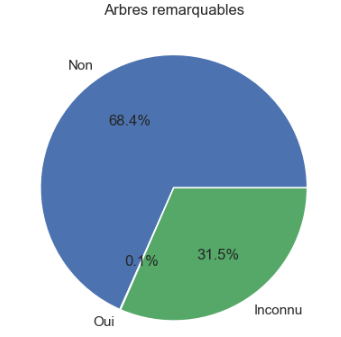 Arbres remarquables
Non
68.4%
0.1%
31.5%
Oui
Inconnu